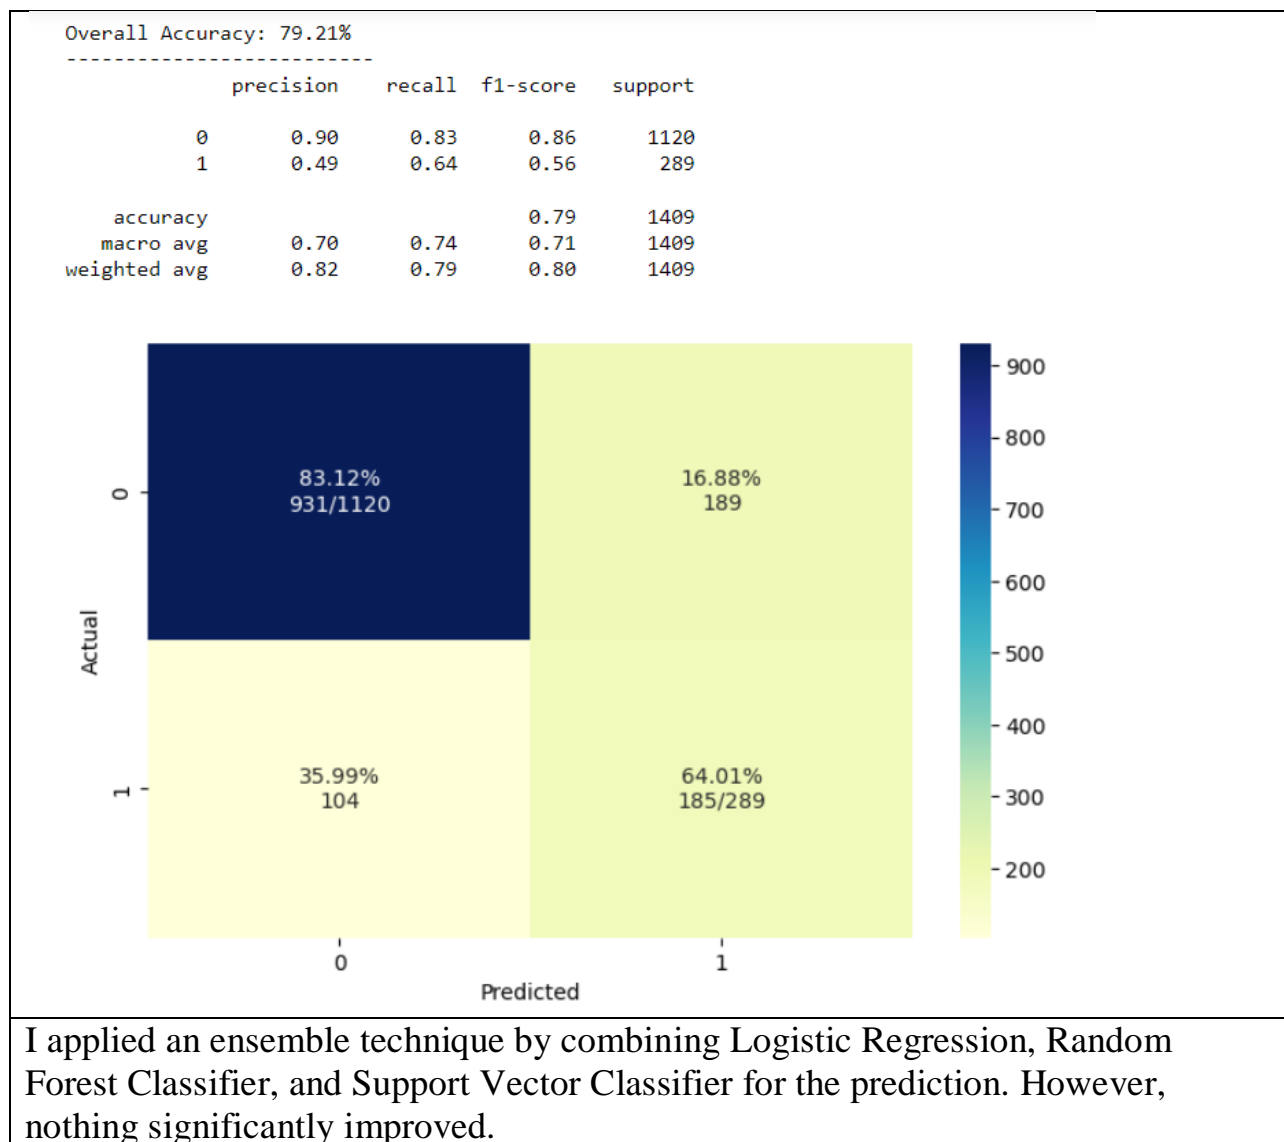 Overall Accuracy: 79.21%
---------------------------
precision recall f1-score support
0 0.90 0.83 0.86 1120
1 0.49 0.64 0.56 289
accuracy 0.79 1409
macro avg 0.70 0.74 0.71 1409
weighted avg 0.82 0.79 0.80 1409
900
800
700
600
500
400
300
200
Actual
0
83.12%
931/1120
16.88%
189
1
35.99%
104
64.01%
185/289
0 1
Predicted
I applied an ensemble technique by combining Logistic Regression, Random
Forest Classifier, and Support Vector Classifier for the prediction. However,
nothing significantly improved.